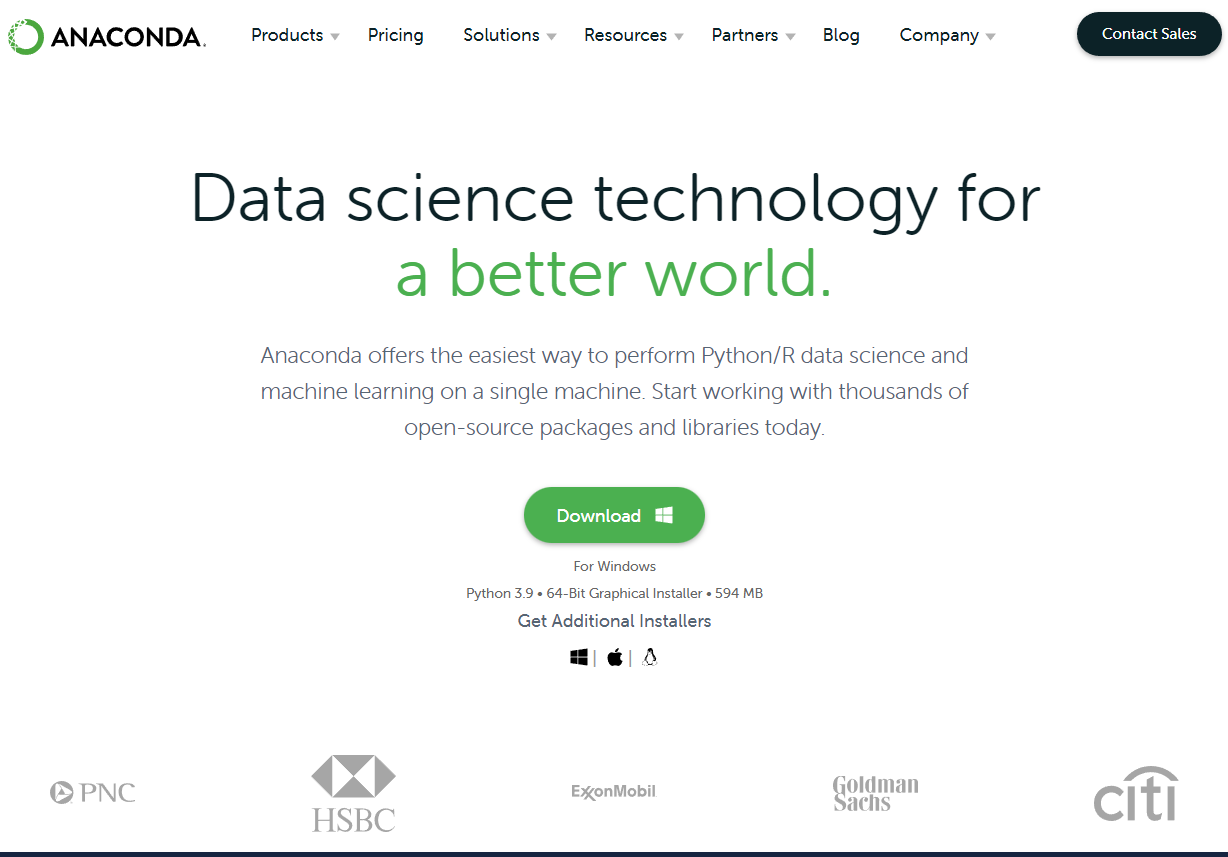 ANACONDA.
Products Pricing Solutions Resources Partners Blog Company Contact Sales
Data science technology for
a better world.
Anaconda offers the easiest way to perform Python/R data science and
machine learning on a single machine. Start working with thousands of
open-source packages and libraries today.
Download
For Windows
Python 3.9 • 64-Bit Graphical Installer • 594 MB
Get Additional Installers
| |
PNC
HSBC
ExxonMobil
Goldman
Sachs
citi